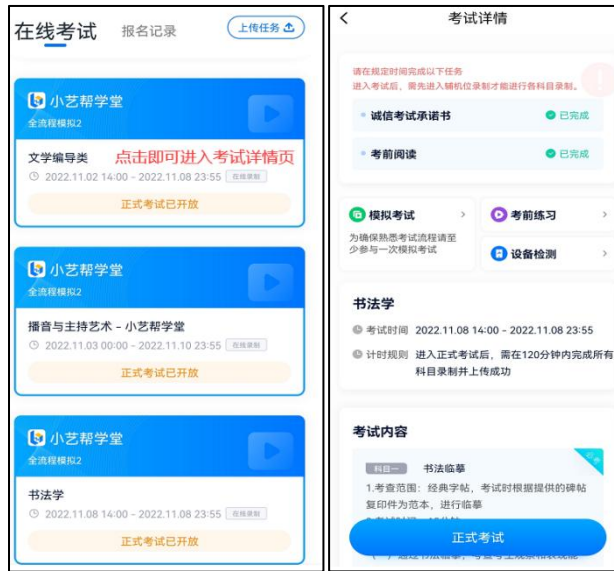 在线考试 报名记录 上传任务
小艺帮学堂
全流程模拟2
文学编导类 点击即可进入考试详情页
2022.11.02 14:00 - 2022.11.08 23:55 在线录制
正式考试已开放
小艺帮学堂
全流程模拟2
播音与主持艺术 - 小艺帮学堂
2022.11.03 00:00 - 2022.11.10 23:55 在线录制
正式考试已开放
小艺帮学堂
全流程模拟2
书法学
2022.11.08 14:00 - 2022.11.08 23:55 在线录制
正式考试已开放
考试详情
请在规定时间完成以下任务
进入考试后，需先进入辅机位录制才能进行各科目录制。
诚信考试承诺书 已完成
考前阅读 已完成
模拟考试
为确保熟悉考试流程请至
少参与一次模拟考试
考前练习
设备检测
书法学
考试时间 2022.11.08 14:00 - 2022.11.08 23:55
计时规则 进入正式考试后，需在120分钟内完成所有
科目录制并上传成功
考试内容
科目一 书法临摹
1.考查范围：经典字帖，考试时根据提供的碑帖
复印件为范本，进行临摹
正式考试